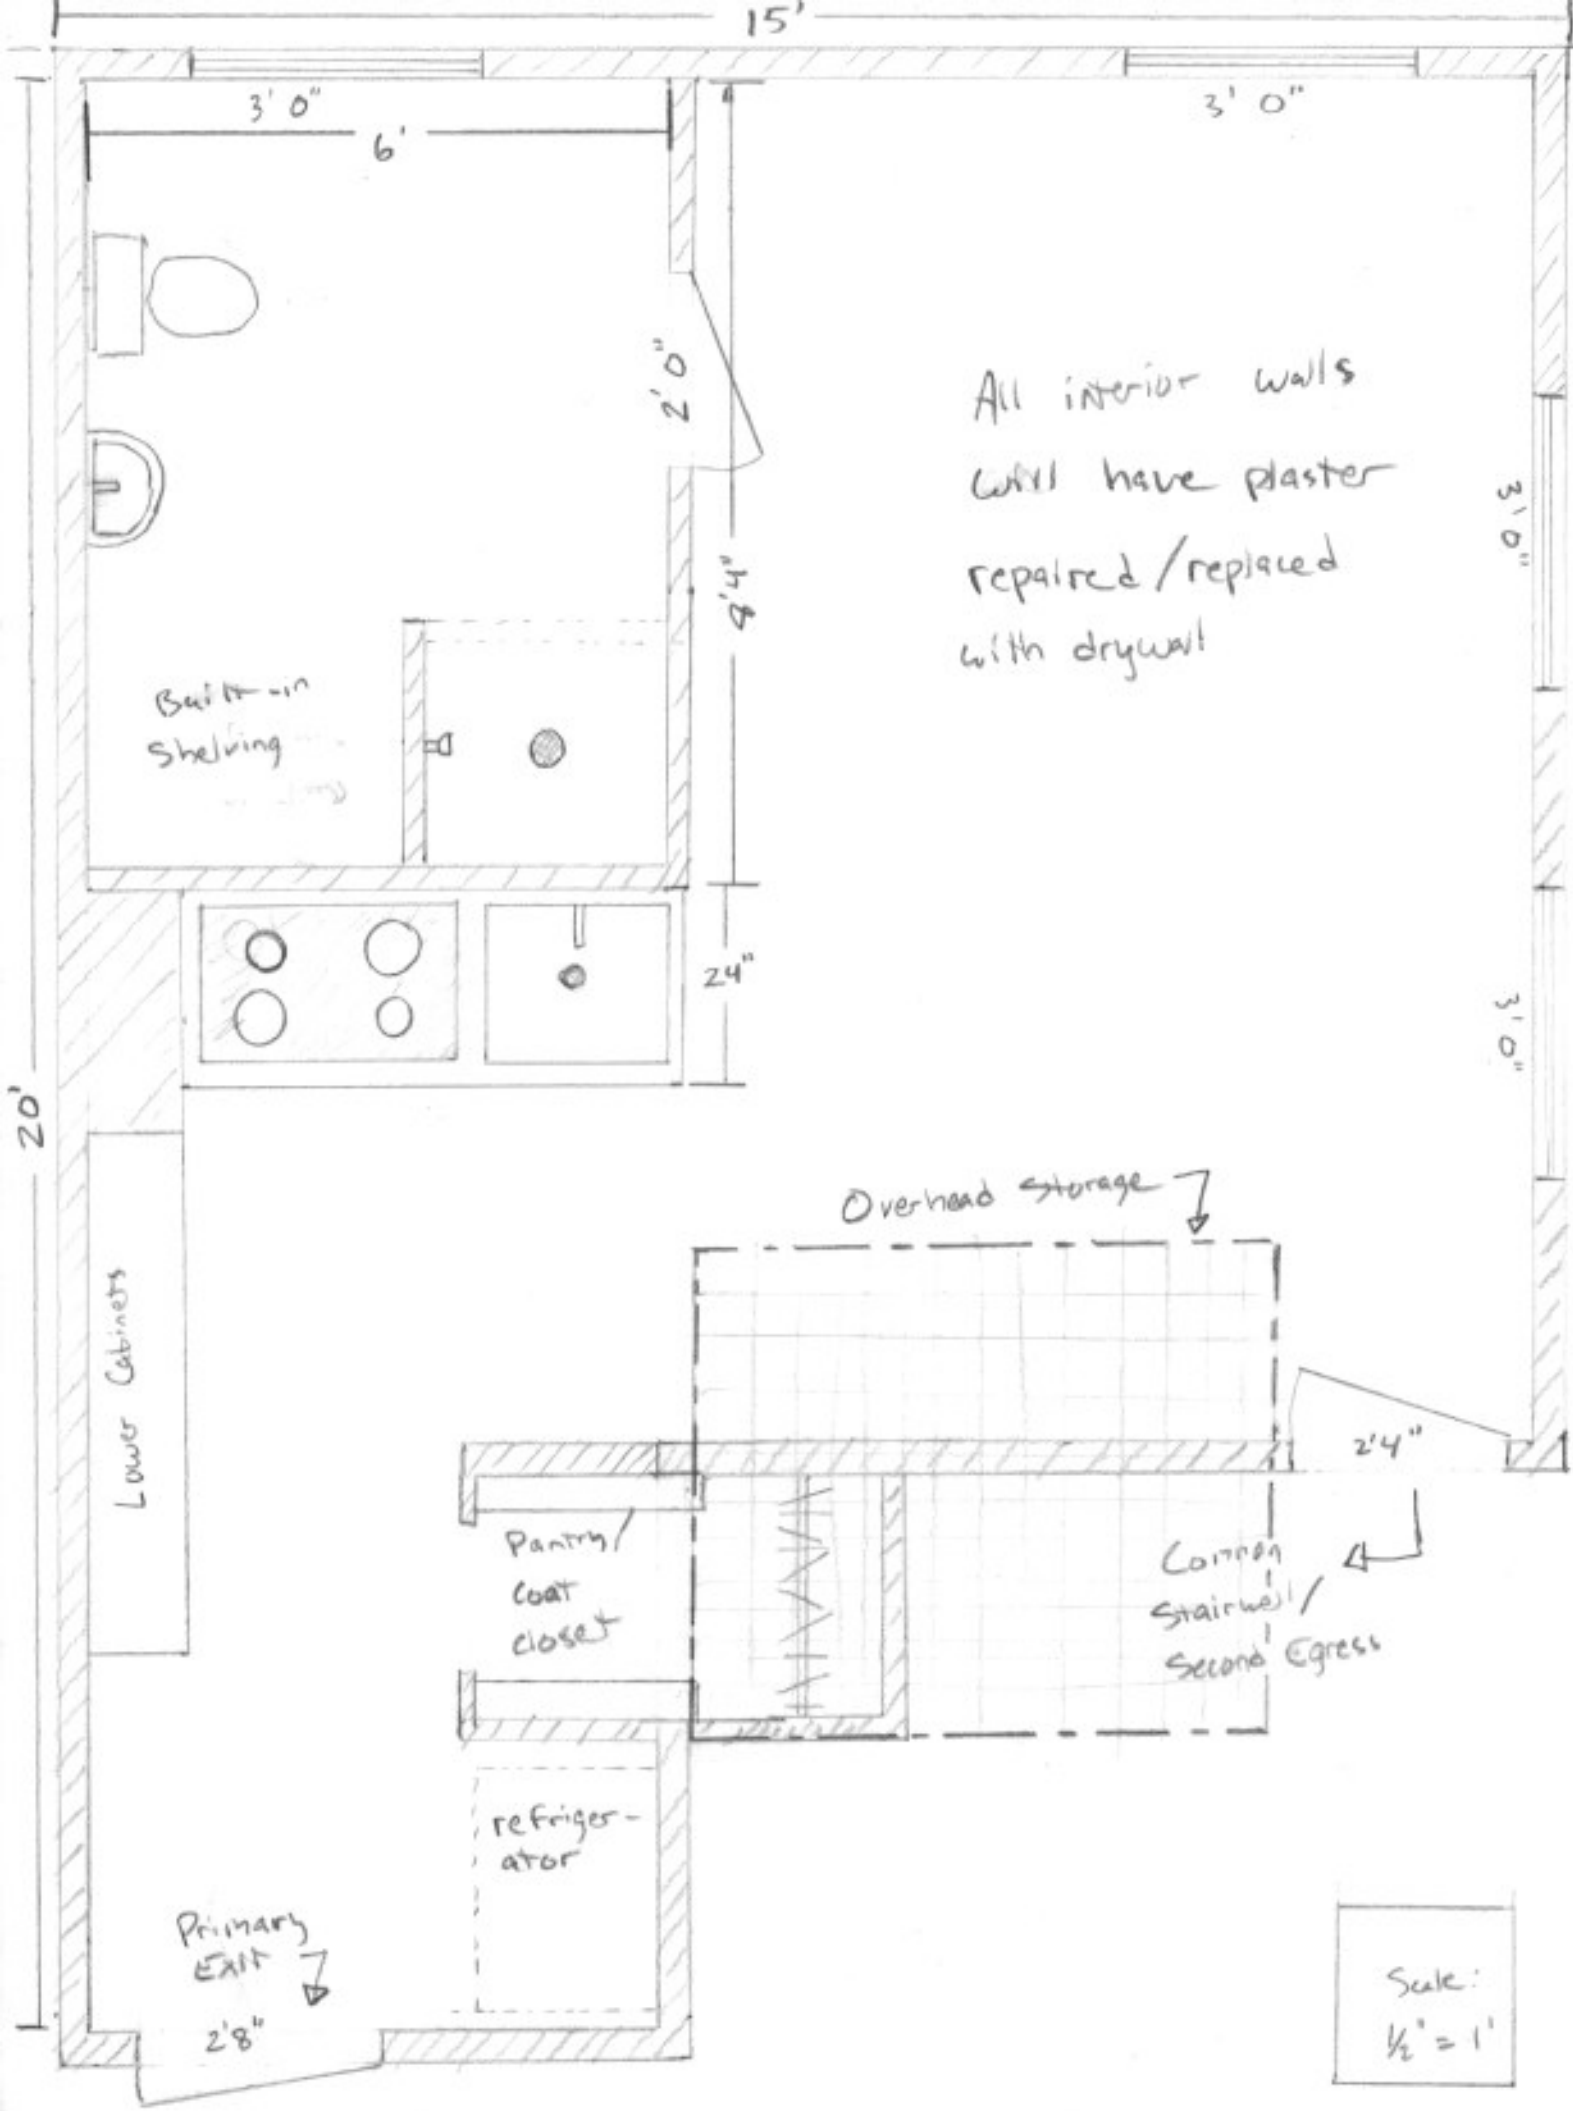 15'
3' 0"
3' 0"
6'
2' 0"
All interior walls
will have plaster
repaired/replaced
with drywall
3' 0"
8'4"
Built-in
Shelving
24"
3' 0"
20'
Overhead Storage
Lower Cabinets
2'4"
Pantry/
Coat
closet
Common
Stairwell/
Second Egress
refriger-
ator
Primary
Exit
2'8"
Scale:
½" = 1'